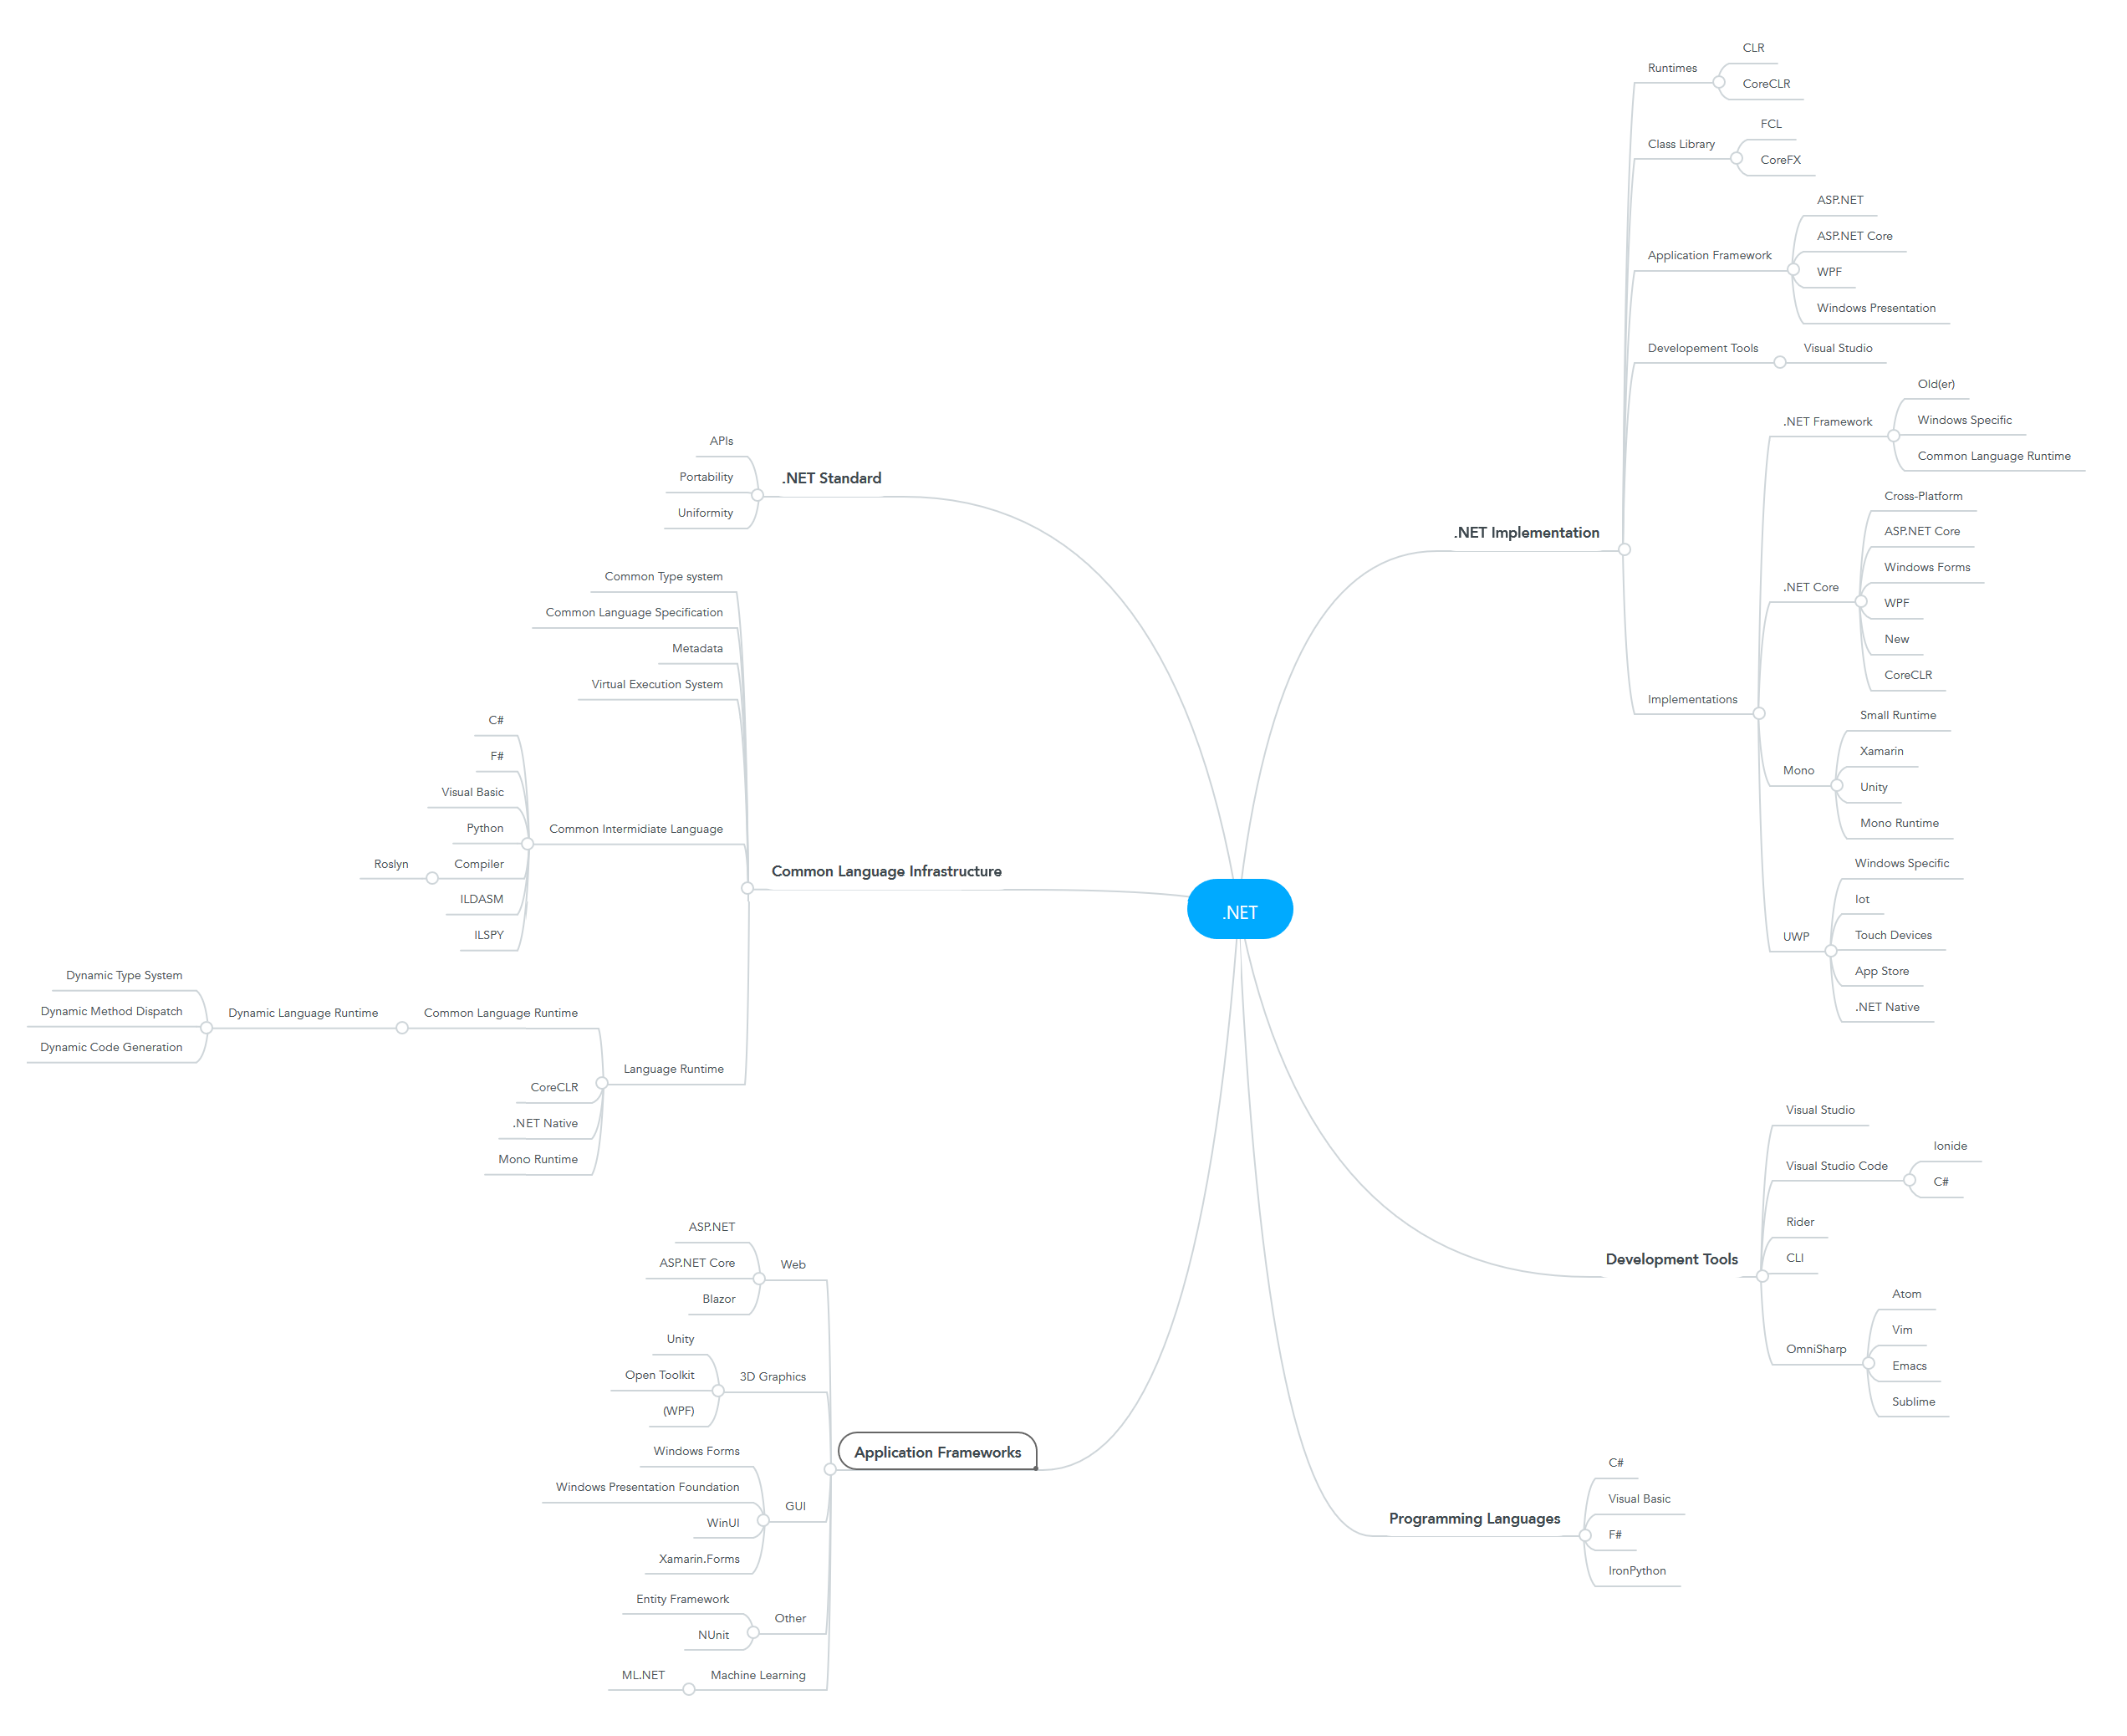 .NET
.NET Implementation
Runtimes
CLR
CoreCLR
Class Library
FCL
CoreFX
Application Framework
ASP.NET
ASP.NET Core
WPF
Windows Presentation
Developement Tools
Visual Studio
Implementations
.NET Framework
Old(er)
Windows Specific
Common Language Runtime
.NET Core
Cross-Platform
ASP.NET Core
Windows Forms
WPF
New
CoreCLR
Mono
Small Runtime
Xamarin
Unity
Mono Runtime
UWP
Windows Specific
Iot
Touch Devices
App Store
.NET Native
Development Tools
Visual Studio
Visual Studio Code
Ionide
C#
Rider
CLI
OmniSharp
Atom
Vim
Emacs
Sublime
Programming Languages
C#
Visual Basic
F#
IronPython
.NET Standard
APIs
Portability
Uniformity
Common Language Infrastructure
Common Type system
Common Language Specification
Metadata
Virtual Execution System
Common Intermidiate Language
C#
F#
Visual Basic
Python
Compiler
Roslyn
ILDASM
ILSPY
Language Runtime
Common Language Runtime
Dynamic Language Runtime
Dynamic Type System
Dynamic Method Dispatch
Dynamic Code Generation
CoreCLR
.NET Native
Mono Runtime
Application Frameworks
Web
ASP.NET
ASP.NET Core
Blazor
3D Graphics
Unity
Open Toolkit
(WPF)
GUI
Windows Forms
Windows Presentation Foundation
WinUI
Xamarin.Forms
Other
Entity Framework
NUnit
Machine Learning
ML.NET